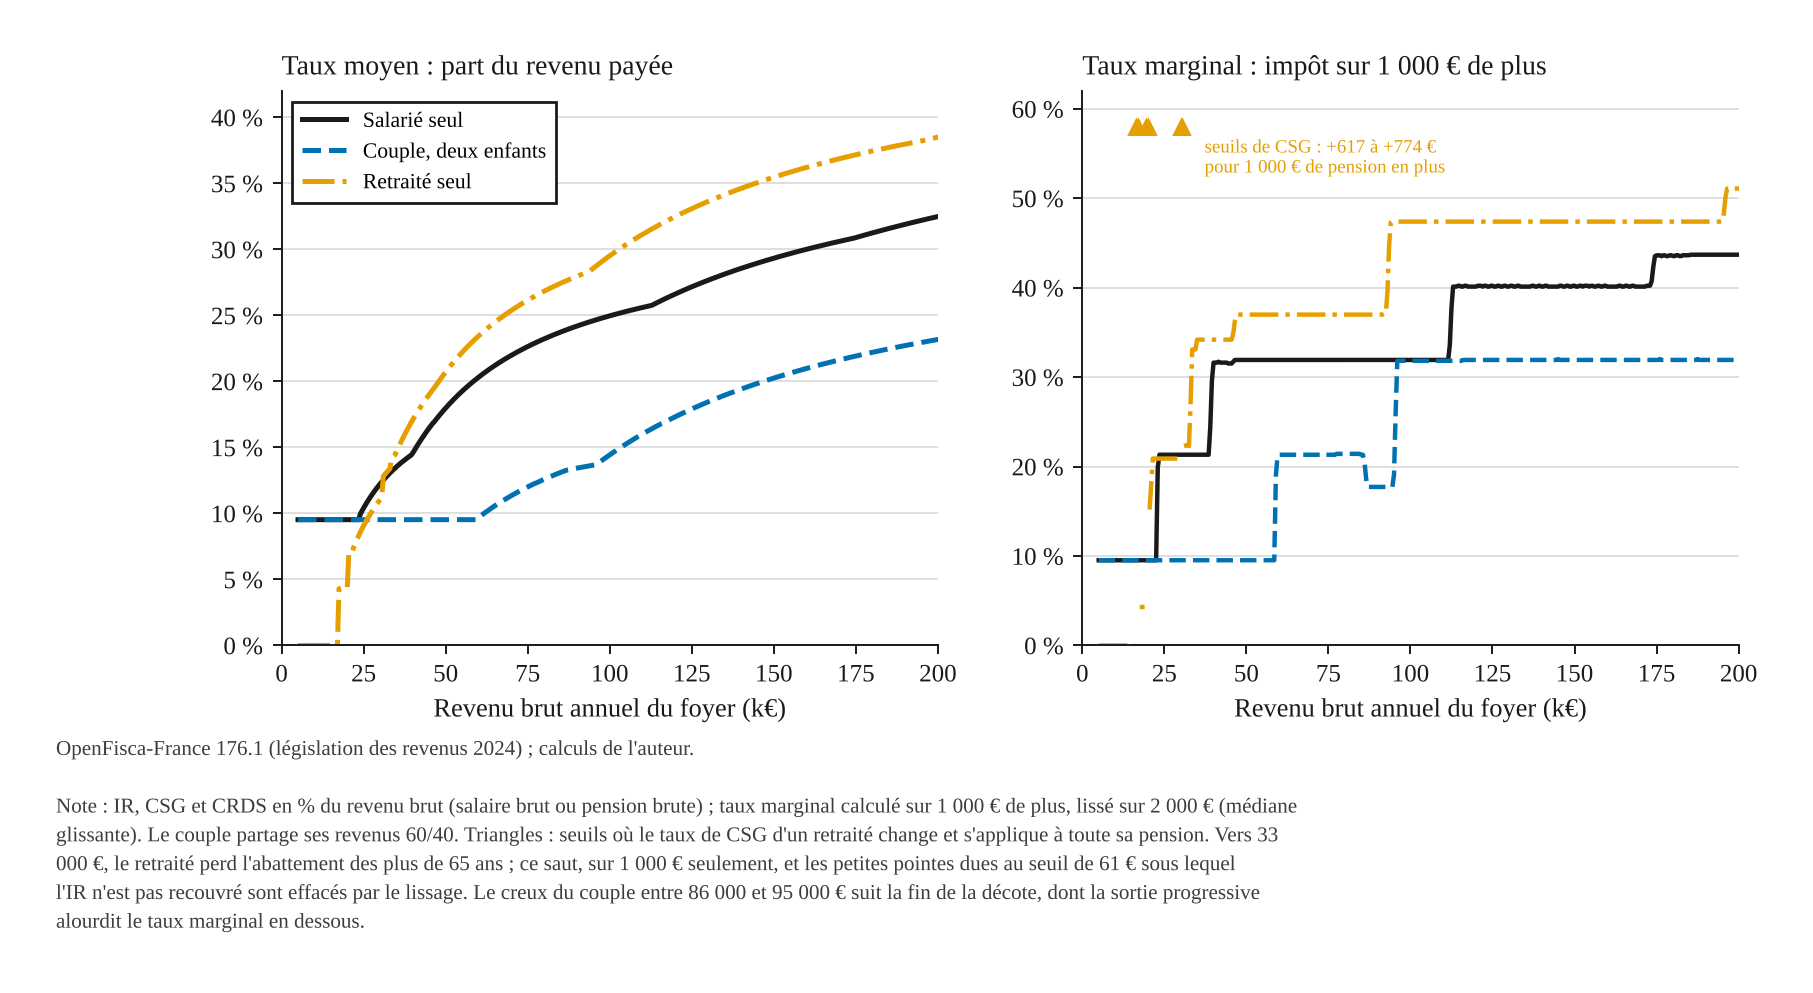 Taux moyen : part du revenu payée
40 %
35 %
30 %
25 %
20 %
15 %
10 %
5 %
0 %
Salarié seul
Couple, deux enfants
Retraité seul
0 25 50 75 100 125 150 175 200
Revenu brut annuel du foyer (k€)
Taux marginal : impôt sur 1 000 € de plus
60 %
50 %
40 %
30 %
20 %
10 %
0 %
seuils de CSG : +617 à +774 €
pour 1 000 € de pension en plus
0 25 50 75 100 125 150 175 200
Revenu brut annuel du foyer (k€)
OpenFisca-France 176.1 (législation des revenus 2024) ; calculs de l'auteur.
Note : IR, CSG et CRDS en % du revenu brut (salaire brut ou pension brute) ; taux marginal calculé sur 1 000 € de plus, lissé sur 2 000 € (médiane
glissante). Le couple partage ses revenus 60/40. Triangles : seuils où le taux de CSG d'un retraité change et s'applique à toute sa pension. Vers 33
000 €, le retraité perd l'abattement des plus de 65 ans ; ce saut, sur 1 000 € seulement, et les petites pointes dues au seuil de 61 € sous lequel
l'IR n'est pas recouvré sont effacés par le lissage. Le creux du couple entre 86 000 et 95 000 € suit la fin de la décote, dont la sortie progressive
alourdit le taux marginal en dessous.